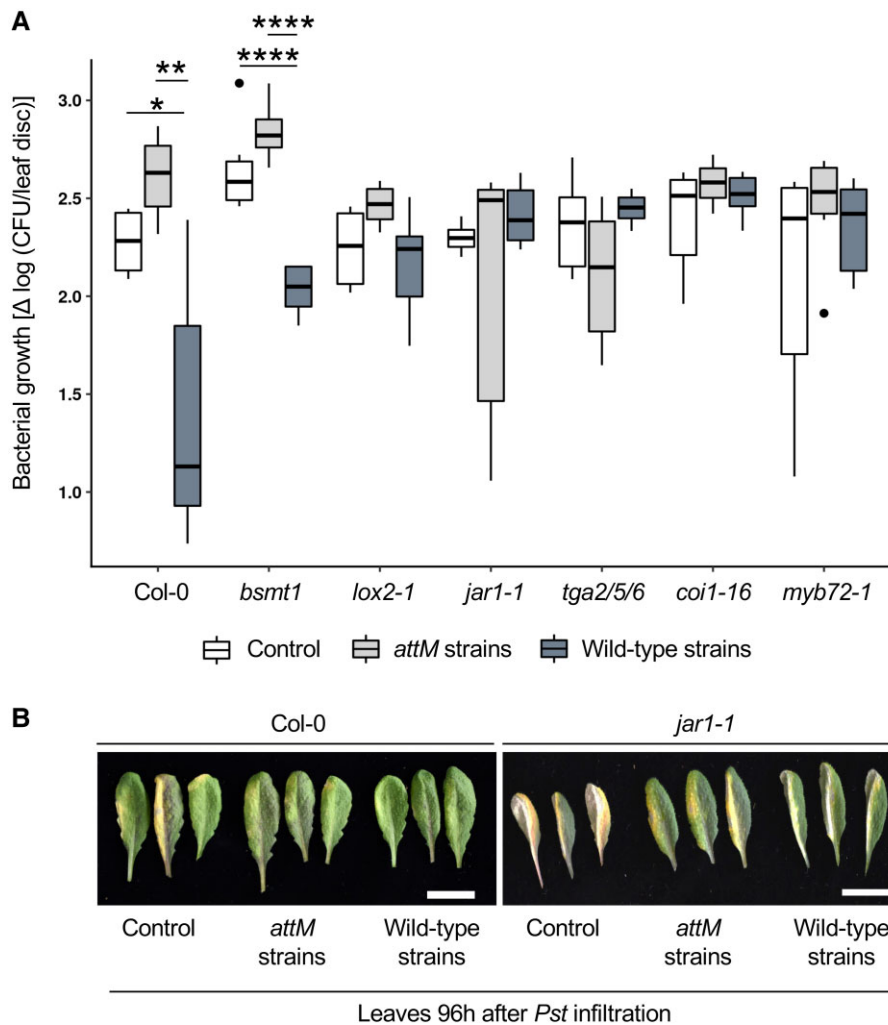 A
****
**
****
*
Bacterial growth [Δ log (CFU/leaf disc)]
3.0
2.5
2.0
1.5
1.0
Col-0 bsmt1 lox2-1 jar1-1 tga2/5/6 coi1-16 myb72-1
Control attM strains Wild-type strains
B
Col-0 jar1-1
Control attM strains Wild-type strains Control attM strains Wild-type strains
Leaves 96h after Pst infiltration